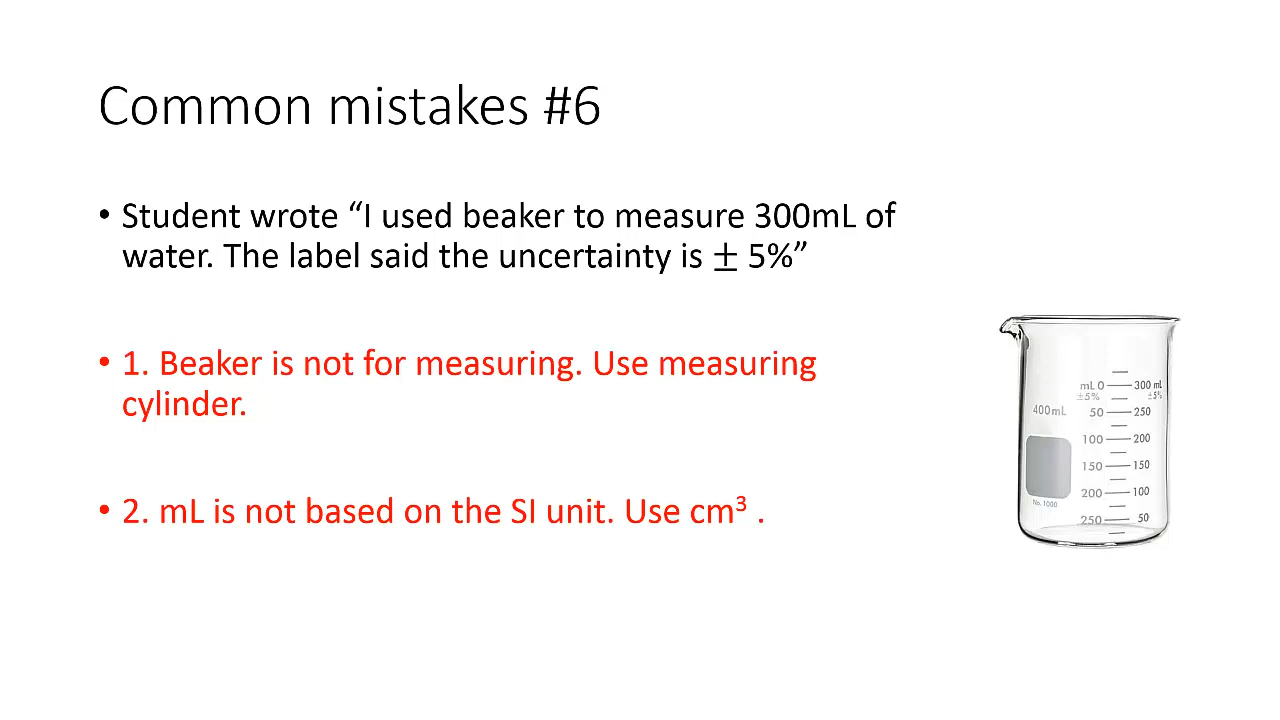 Common mistakes #6
• Student wrote “I used beaker to measure 300mL of
water. The label said the uncertainty is ± 5%”
• 1. Beaker is not for measuring. Use measuring
cylinder.
• 2. mL is not based on the SI unit. Use cm³ .
mL 0 300 mL
±5% ±5%
400mL 50 250
100 200
150 150
200 100
No. 1000
250 50